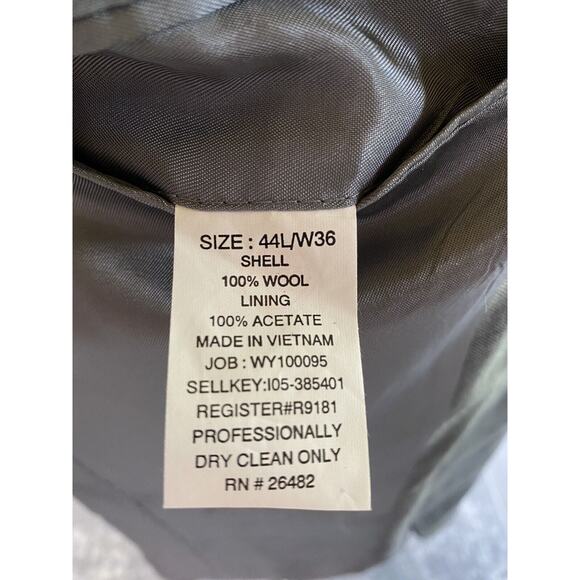 SIZE : 44L/W36
SHELL
100% WOOL
LINING
100% ACETATE
MADE IN VIETNAM
JOB : WY100095
SELLKEY:I05-385401
REGISTER#R9181
PROFESSIONALLY
DRY CLEAN ONLY
RN # 26482